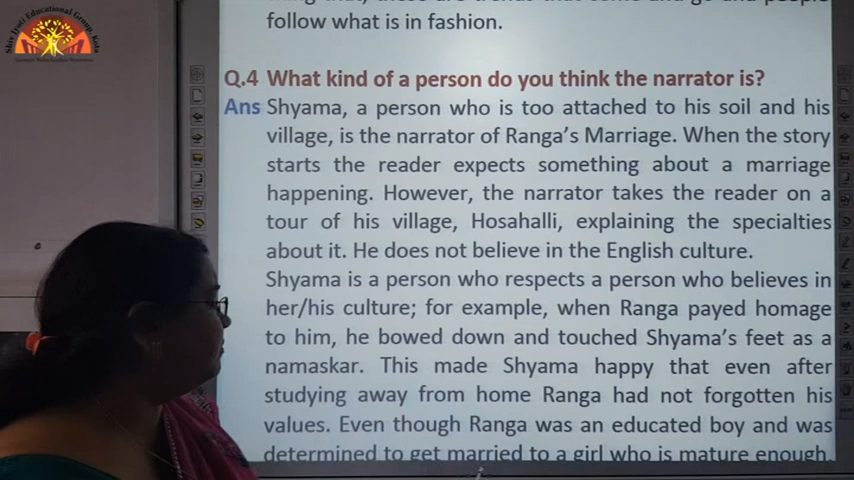 Shiv Jyoti Educational Group, Kota
follow what is in fashion.
Q.4 What kind of a person do you think the narrator is?
Ans Shyama, a person who is too attached to his soil and his
village, is the narrator of Ranga's Marriage. When the story
starts the reader expects something about a marriage
happening. However, the narrator takes the reader on a
tour of his village, Hosahalli, explaining the specialties
about it. He does not believe in the English culture.
Shyama is a person who respects a person who believes in
her/his culture; for example, when Ranga payed homage
to him, he bowed down and touched Shyama's feet as a
namaskar. This made Shyama happy that even after
studying away from home Ranga had not forgotten his
values. Even though Ranga was an educated boy and was
determined to get married to a girl who is mature enough,